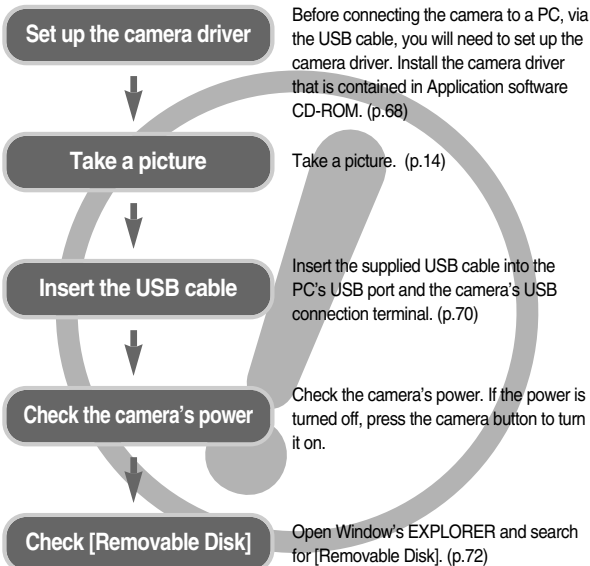 Set up the camera driver
Before connecting the camera to a PC, via
the USB cable, you will need to set up the
camera driver. Install the camera driver
that is contained in Application software
CD-ROM. (p.68)
Take a picture
Take a picture. (p.14)
Insert the USB cable
Insert the supplied USB cable into the
PC's USB port and the camera's USB
connection terminal. (p.70)
Check the camera's power
Check the camera's power. If the power is
turned off, press the camera button to turn
it on.
Check [Removable Disk]
Open Window's EXPLORER and search
for [Removable Disk]. (p.72)